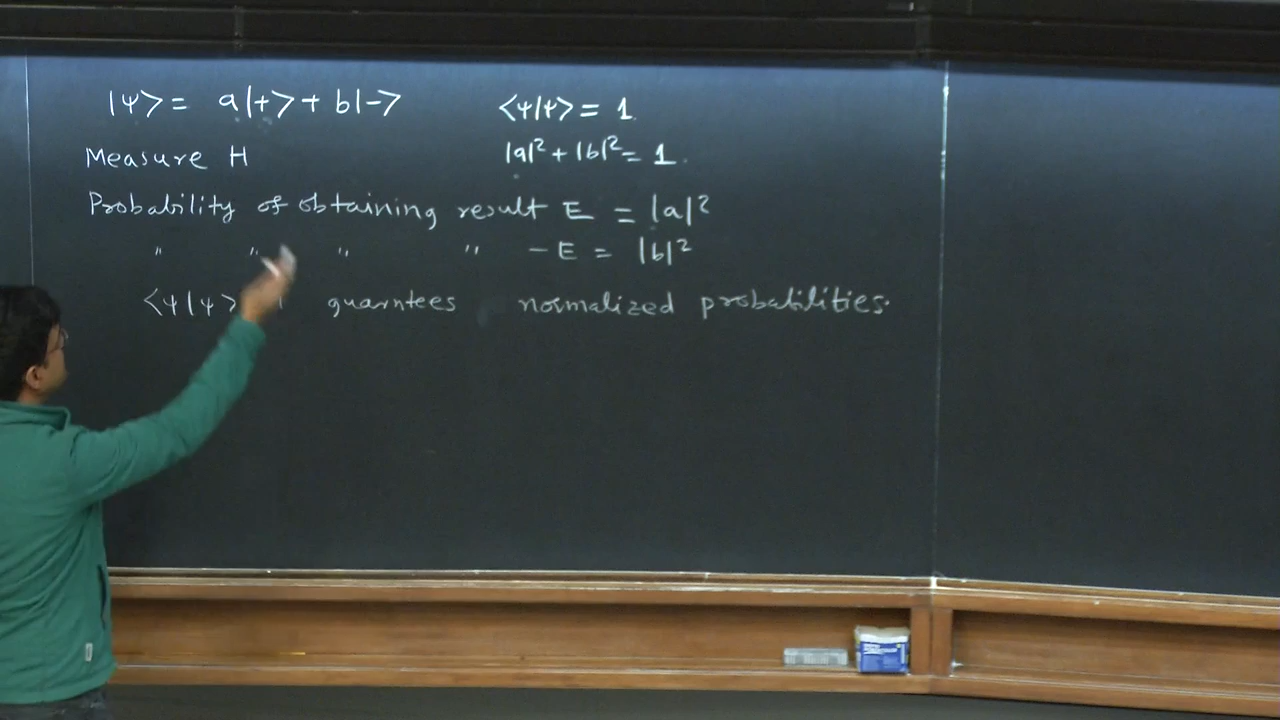 |ψ> = a|+> + b|->
<ψ|ψ> = 1.
Measure H
|a|² + |b|² = 1.
Probability of obtaining result E = |a|²
" " " " -E = |b|²
<ψ|ψ> guarntees normalized probabilities.